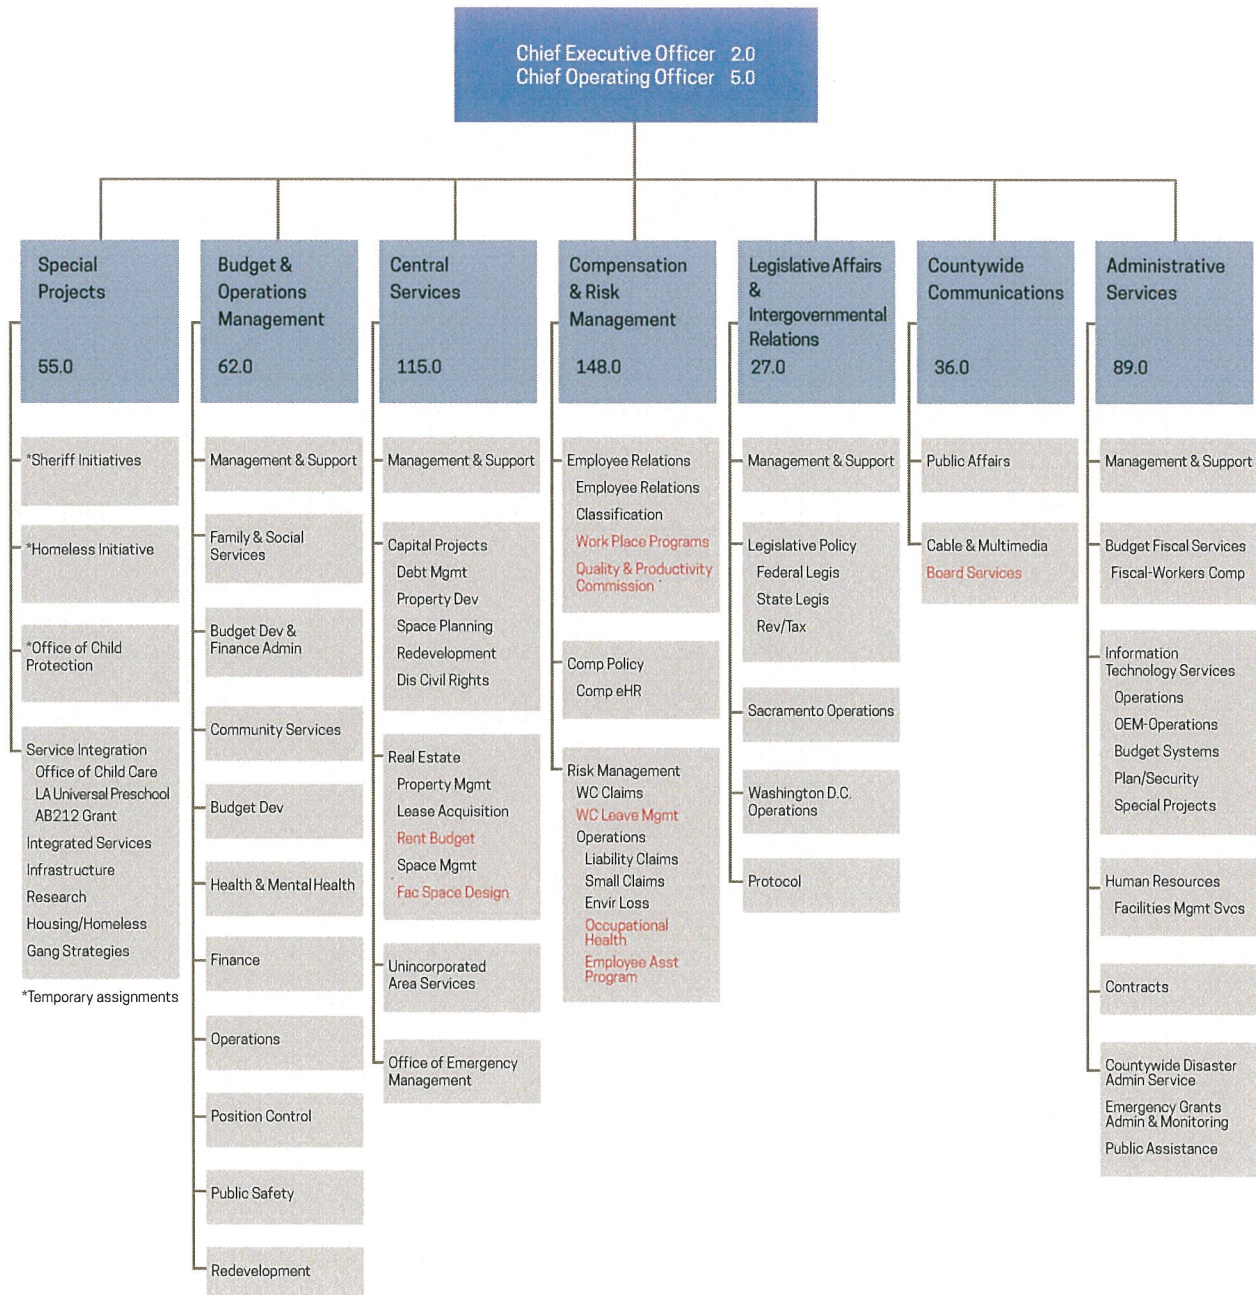 Chief Executive Officer 2.0
Chief Operating Officer 5.0
Special
Projects
55.0
*Sheriff Initiatives
*Homeless Initiative
*Office of Child
Protection
Service Integration
Office of Child Care
LA Universal Preschool
AB212 Grant
Integrated Services
Infrastructure
Research
Housing/Homeless
Gang Strategies
*Temporary assignments
Budget &
Operations
Management
62.0
Management & Support
Family & Social
Services
Budget Dev &
Finance Admin
Community Services
Budget Dev
Health & Mental Health
Finance
Operations
Position Control
Public Safety
Redevelopment
Central
Services
115.0
Management & Support
Capital Projects
Debt Mgmt
Property Dev
Space Planning
Redevelopment
Dis Civil Rights
Real Estate
Property Mgmt
Lease Acquisition
Rent Budget
Space Mgmt
Fac Space Design
Unincorporated
Area Services
Office of Emergency
Management
Compensation
& Risk
Management
148.0
Employee Relations
Employee Relations
Classification
Work Place Programs
Quality & Productivity
Commission
Comp Policy
Comp eHR
Risk Management
WC Claims
WC Leave Mgmt
Operations
Liability Claims
Small Claims
Envir Loss
Occupational
Health
Employee Asst
Program
Legislative Affairs
&
Intergovernmental
Relations
27.0
Management & Support
Legislative Policy
Federal Legis
State Legis
Rev/Tax
Sacramento Operations
Washington D.C.
Operations
Protocol
Countywide
Communications
36.0
Public Affairs
Cable & Multimedia
Board Services
Administrative
Services
89.0
Management & Support
Budget Fiscal Services
Fiscal-Workers Comp
Information
Technology Services
Operations
OEM-Operations
Budget Systems
Plan/Security
Special Projects
Human Resources
Facilities Mgmt Svcs
Contracts
Countywide Disaster
Admin Service
Emergency Grants
Admin & Monitoring
Public Assistance